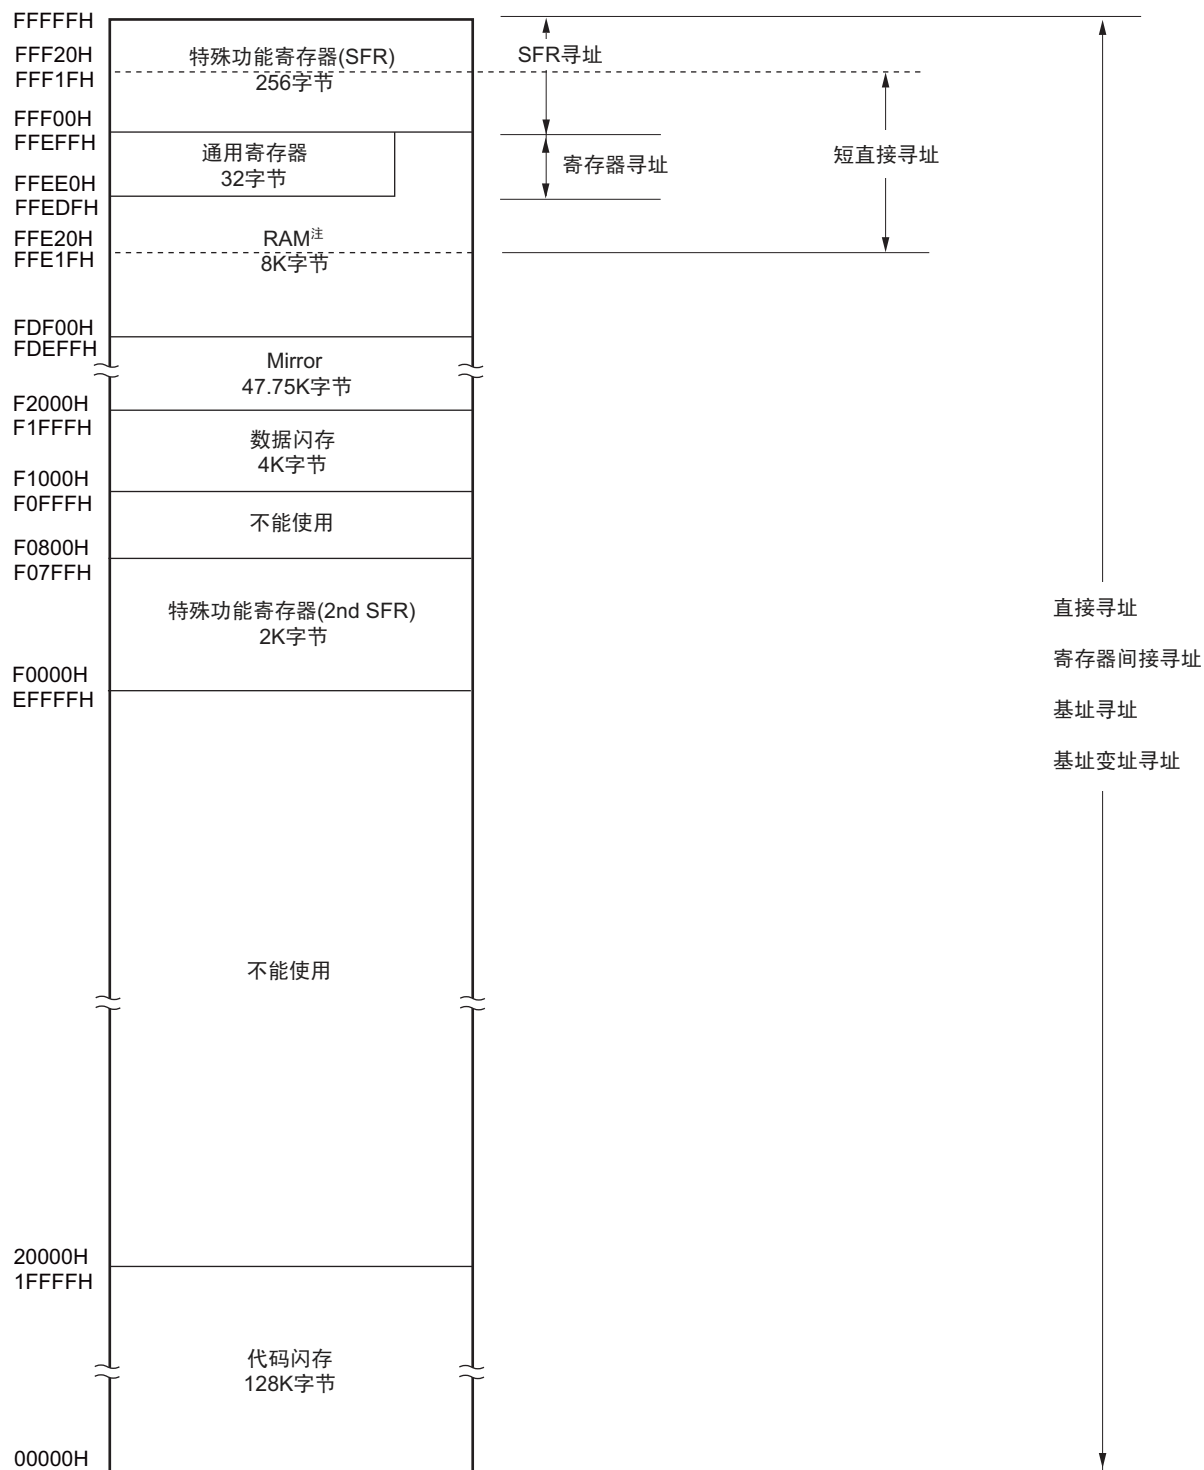 FFFFFH
FFF20H
FFF1FH
特殊功能寄存器(SFR)
256字节
SFR寻址
FFF00H
FFEFFH
通用寄存器
32字节
寄存器寻址
短直接寻址
FFEE0H
FFEDFH
FFE20H
FFE1FH
RAM注
8K字节
FDF00H
FDEFFH
Mirror
47.75K字节
F2000H
F1FFFH
数据闪存
4K字节
F1000H
F0FFFH
不能使用
F0800H
F07FFH
特殊功能寄存器(2nd SFR)
2K字节
直接寻址
寄存器间接寻址
基址寻址
基址变址寻址
F0000H
EFFFFH
不能使用
20000H
1FFFFH
代码闪存
128K字节
00000H